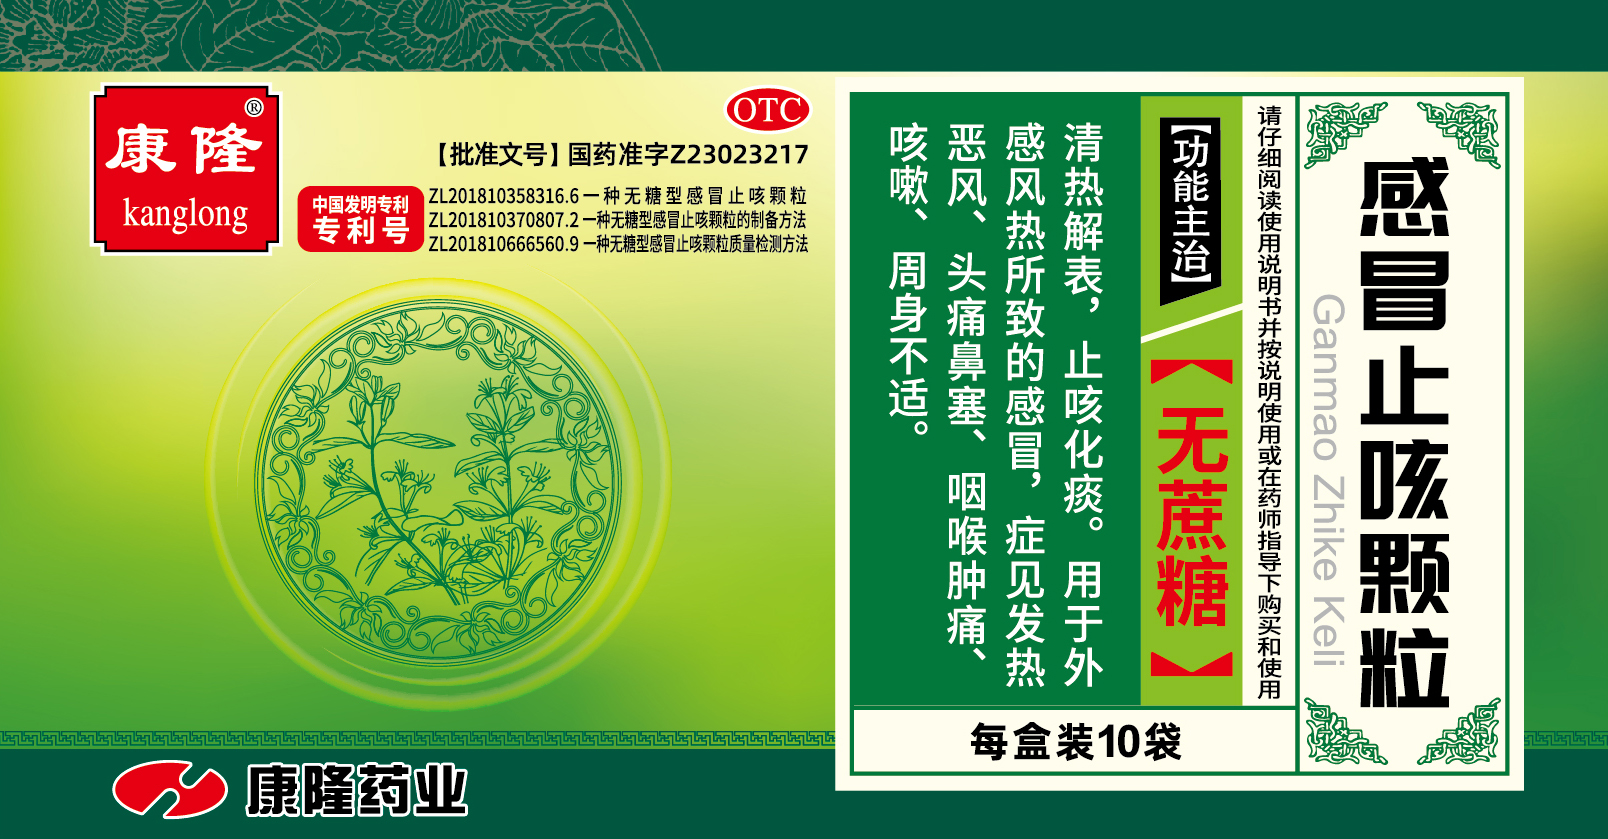 康隆®
kanglong
OTC
【批准文号】国药准字Z23023217
中国发明专利
专利号
ZL201810358316.6 一种无糖型感冒止咳颗粒
ZL201810370807.2 一种无糖型感冒止咳颗粒的制备方法
ZL201810666560.9 一种无糖型感冒止咳颗粒质量检测方法
感冒止咳颗粒
Ganmao Zhike Keli
请仔细阅读使用说明书并按说明使用或在药师指导下购买和使用
【功能主治】
【无蔗糖】
清热解表，止咳化痰。用于外
感风热所致的感冒，症见发热
恶风、头痛鼻塞、咽喉肿痛、
咳嗽、周身不适。
每盒装10袋
康隆药业